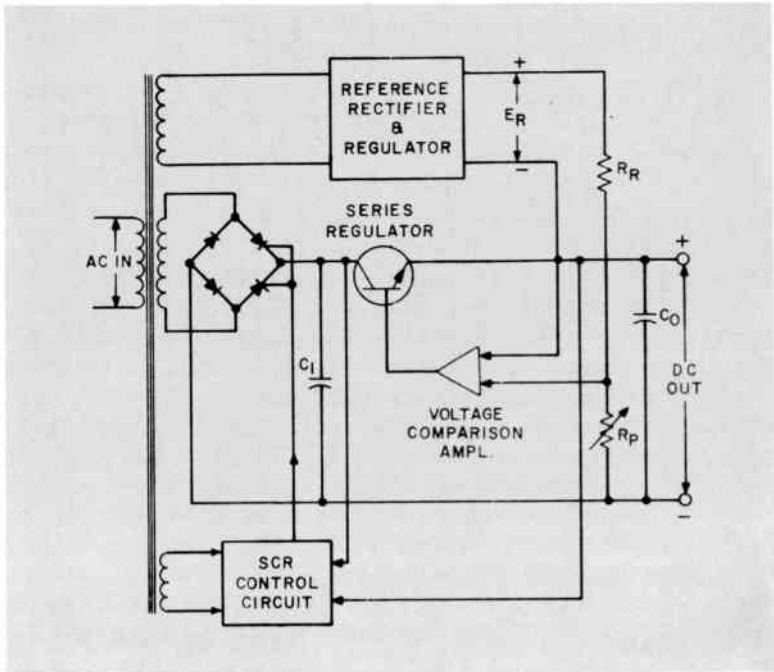 REFERENCE
RECTIFIER
&
REGULATOR
+
E_R
−
R_R
SERIES
REGULATOR
AC IN
+
C_1
C_O
DC
OUT
VOLTAGE
COMPARISON
AMPL.
R_P
−
SCR
CONTROL
CIRCUIT